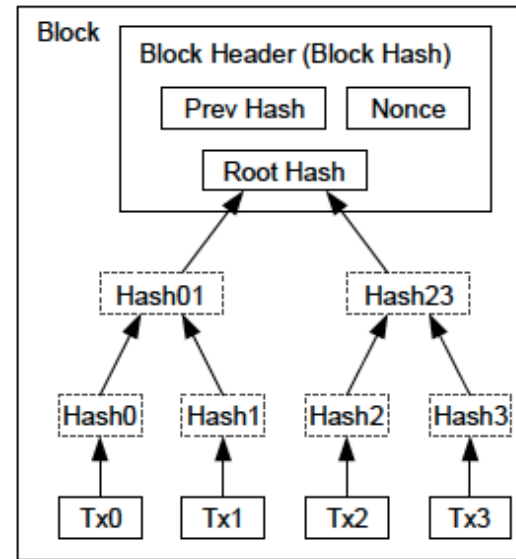 Block
Block Header (Block Hash)
Prev Hash Nonce
Root Hash
Hash01 Hash23
Hash0 Hash1 Hash2 Hash3
Tx0 Tx1 Tx2 Tx3